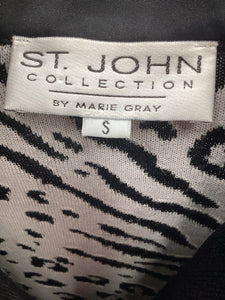 ST. JOHN
COLLECTION
BY MARIE GRAY
S